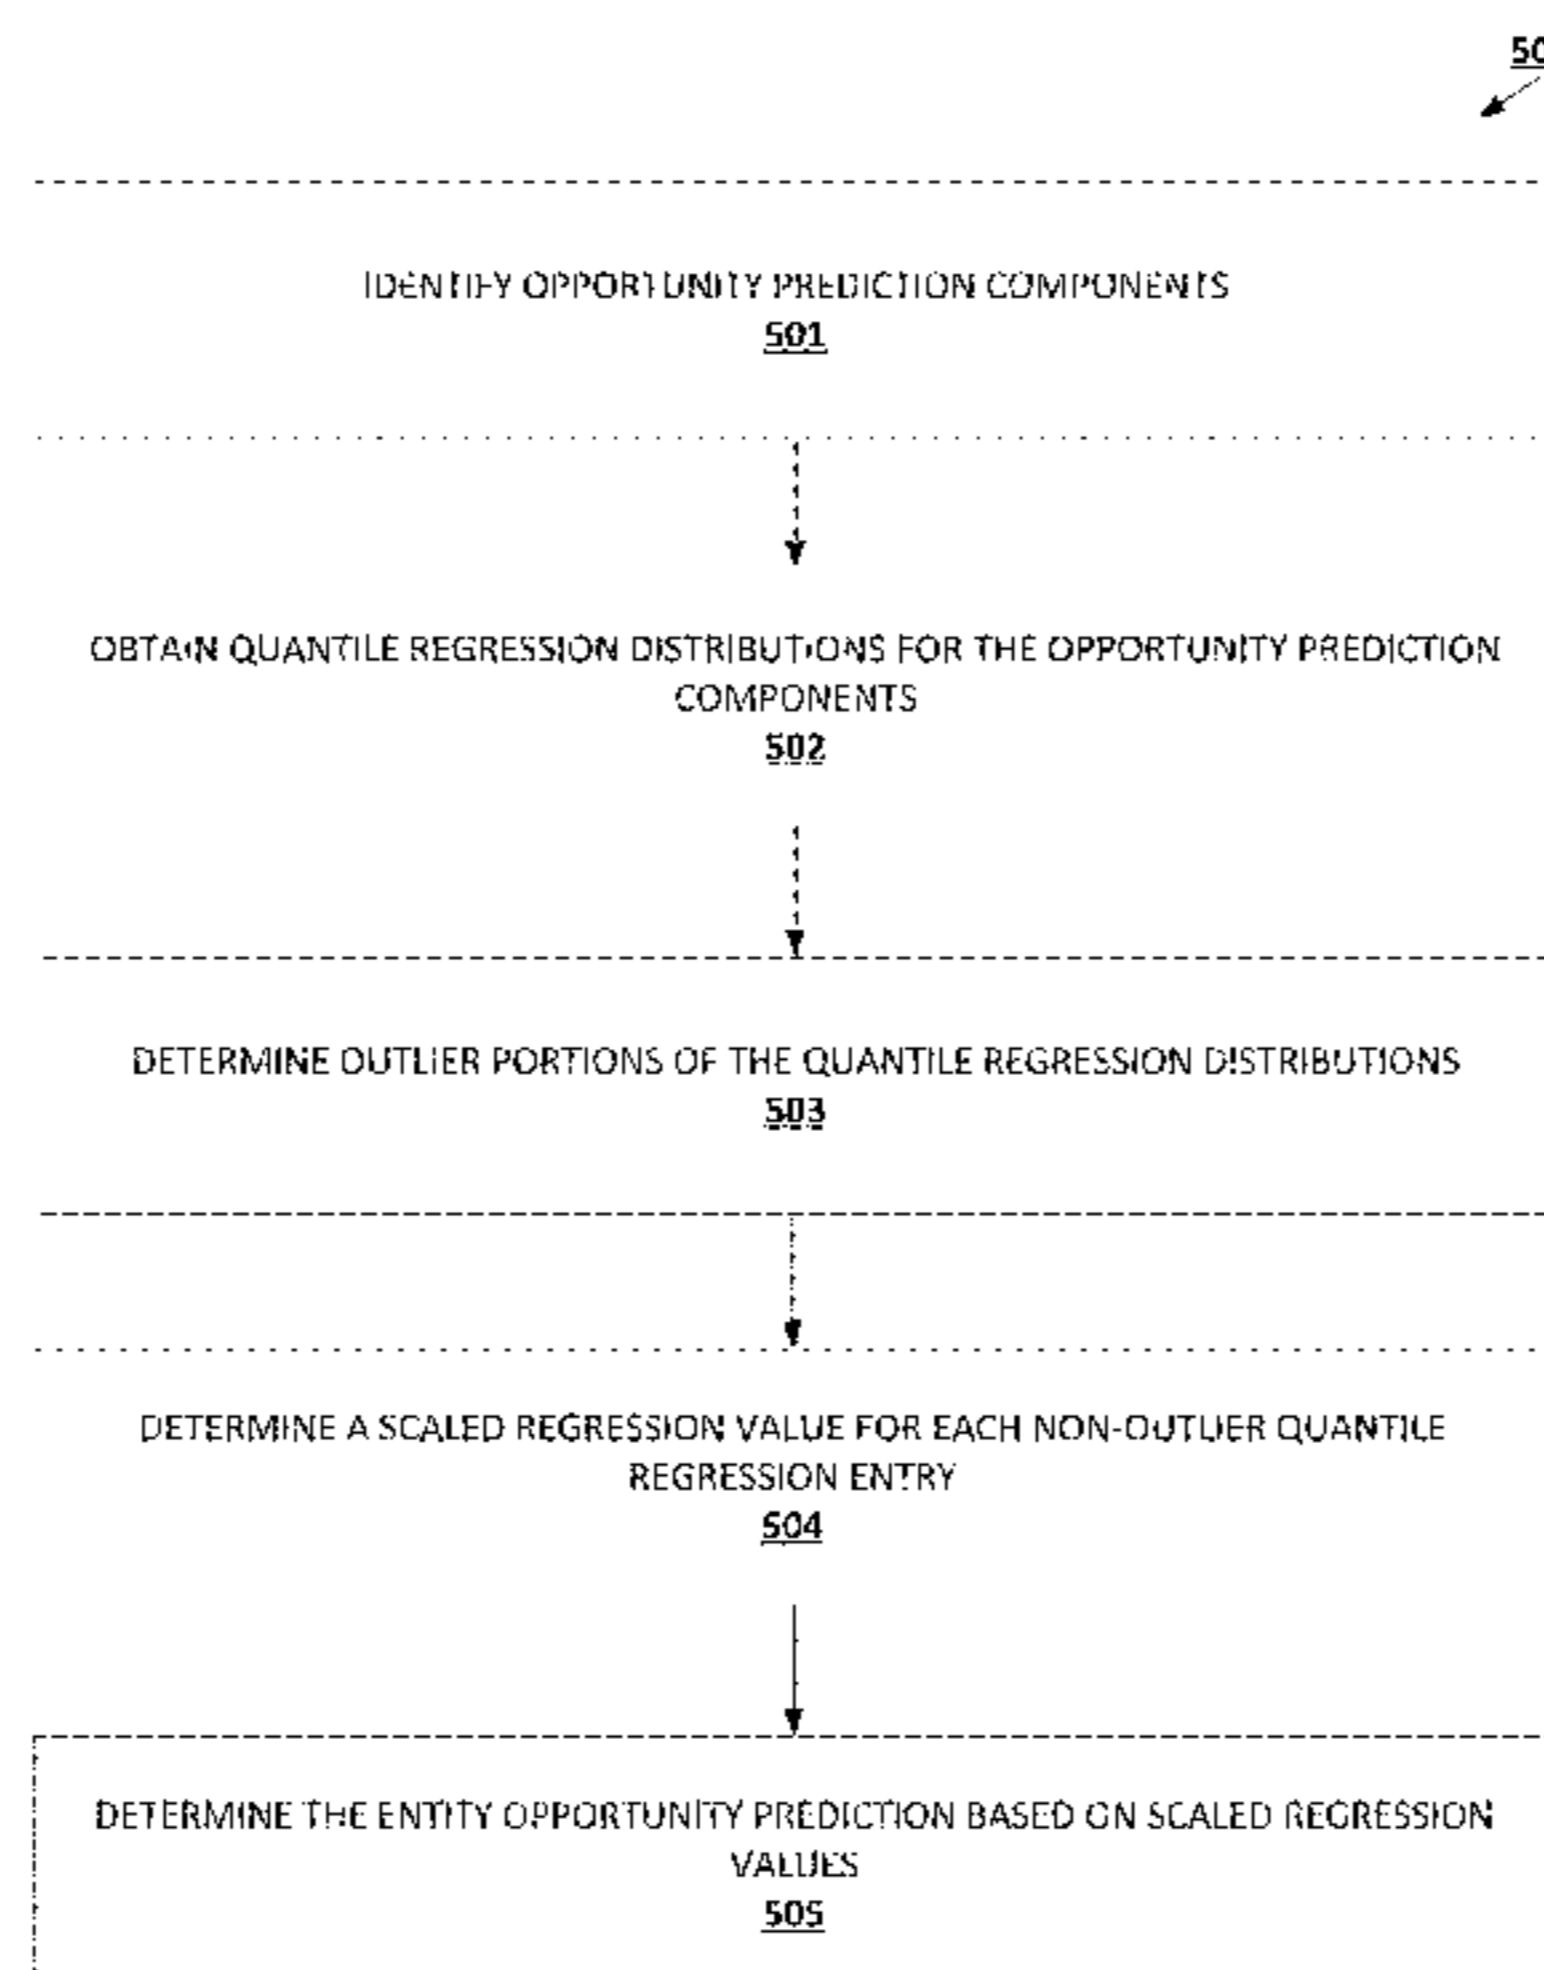 50
IDENTIFY OPPORTUNITY PREDICTION COMPONENTS
501
OBTAIN QUANTILE REGRESSION DISTRIBUTIONS FOR THE OPPORTUNITY PREDICTION
COMPONENTS
502
DETERMINE OUTLIER PORTIONS OF THE QUANTILE REGRESSION DISTRIBUTIONS
503
DETERMINE A SCALED REGRESSION VALUE FOR EACH NON-OUTLIER QUANTILE
REGRESSION ENTRY
504
DETERMINE THE ENTITY OPPORTUNITY PREDICTION BASED ON SCALED REGRESSION
VALUES
505